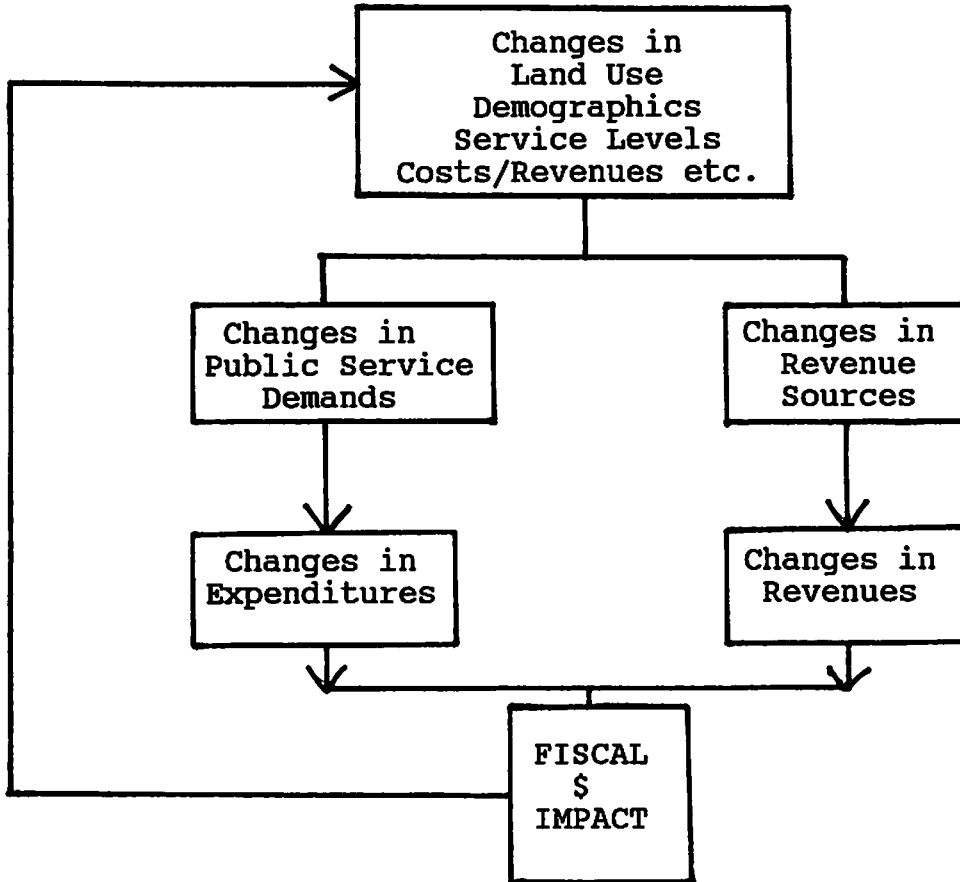 Changes in
Land Use
Demographics
Service Levels
Costs/Revenues etc.
Changes in
Public Service
Demands
Changes in
Revenue
Sources
Changes in
Expenditures
Changes in
Revenues
FISCAL
$
IMPACT